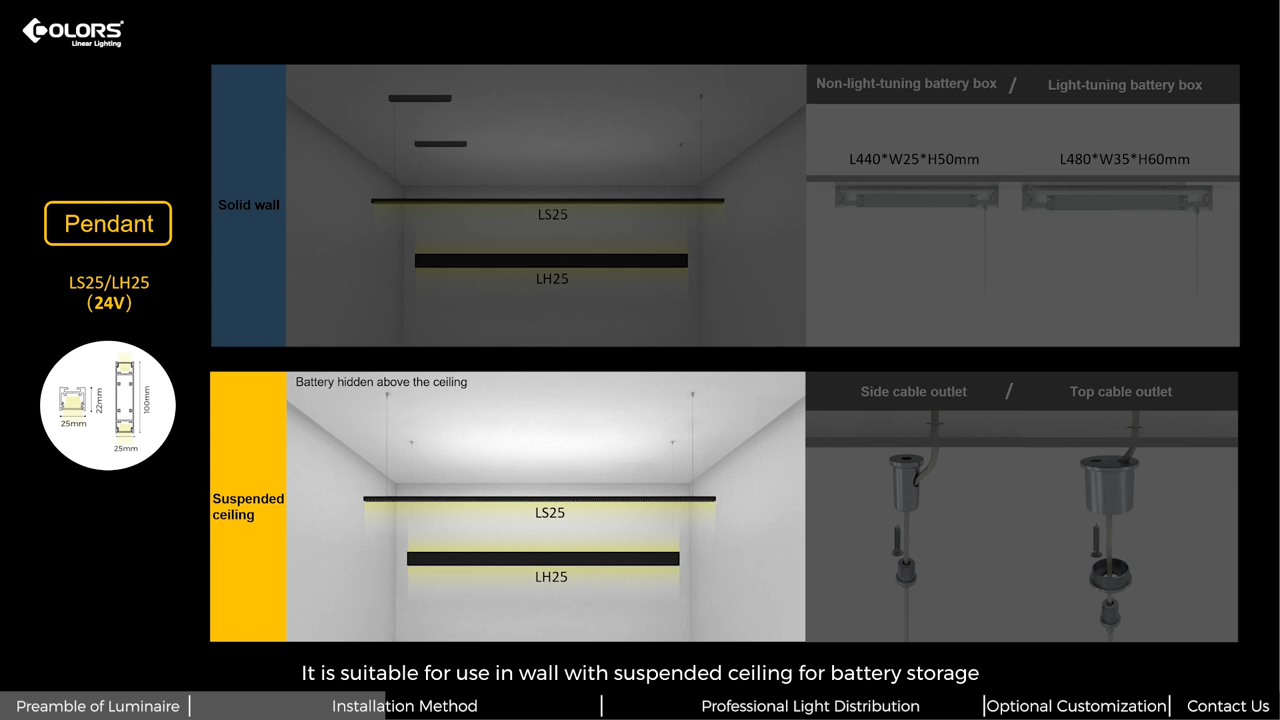 COLORS®
Linear Lighting
Pendant
LS25/LH25
(24V)
22mm
25mm
100mm
25mm
Solid wall
LS25
LH25
Non-light-tuning battery box / Light-tuning battery box
L440*W25*H50mm
L480*W35*H60mm
Suspended
ceiling
Battery hidden above the ceiling
LS25
LH25
Side cable outlet / Top cable outlet
It is suitable for use in wall with suspended ceiling for battery storage
Preamble of Luminaire | Installation Method | Professional Light Distribution |Optional Customization| Contact Us